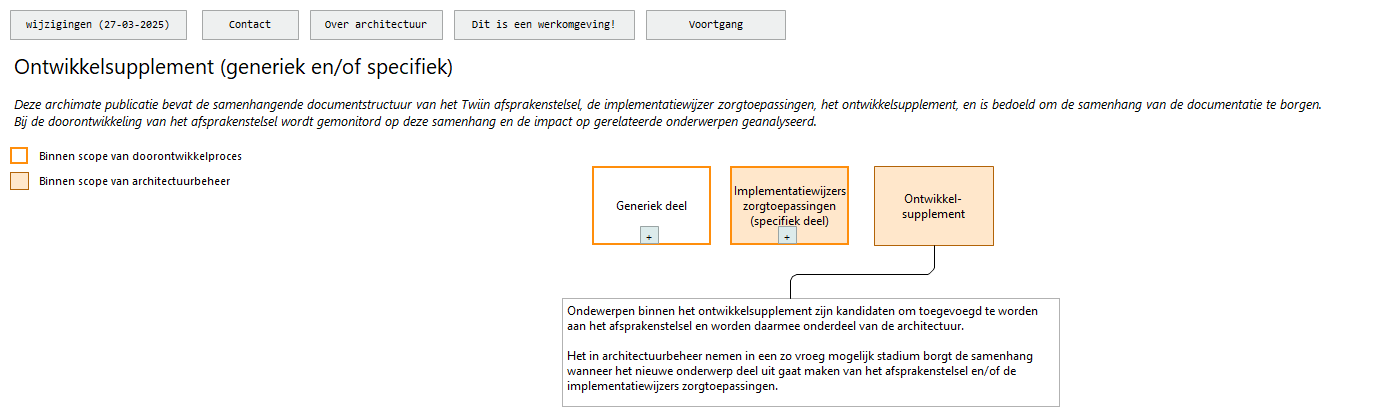 wijzigingen (27-03-2025)
Contact
Over architectuur
Dit is een werkomgeving!
Voortgang
Ontwikkelsupplement (generiek en/of specifiek)
Deze archimate publicatie bevat de samenhangende documentstructuur van het Twiin afsprakenstelsel, de implementatiewijzer zorgtoepassingen, het ontwikkelsupplement, en is bedoeld om de samenhang van de documentatie te borgen.
Bij de doorontwikkeling van het afsprakenstelsel wordt gemonitord op deze samenhang en de impact op gerelateerde onderwerpen geanalyseerd.
Binnen scope van doorontwikkelproces
Binnen scope van architectuurbeheer
Generiek deel
+
Implementatiewijzers
zorgtoepassingen
(specifiek deel)
+
Ontwikkel-
supplement
Ondewerpen binnen het ontwikkelsupplement zijn kandidaten om toegevoegd te worden
aan het afsprakenstelsel en worden daarmee onderdeel van de architectuur.
Het in architectuurbeheer nemen in een zo vroeg mogelijk stadium borgt de samenhang
wanneer het nieuwe onderwerp deel uit gaat maken van het afsprakenstelsel en/of de
implementatiewijzers zorgtoepassingen.